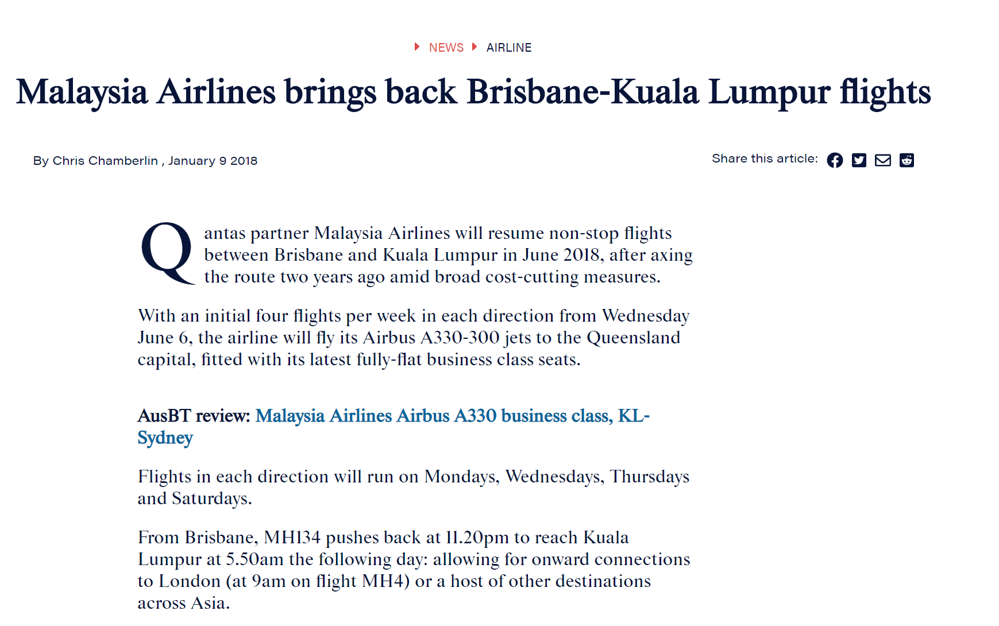 NEWS AIRLINE
Malaysia Airlines brings back Brisbane-Kuala Lumpur flights
By Chris Chamberlin , January 9 2018
Share this article:
Qantas partner Malaysia Airlines will resume non-stop flights
between Brisbane and Kuala Lumpur in June 2018, after axing
the route two years ago amid broad cost-cutting measures.
With an initial four flights per week in each direction from Wednesday
June 6, the airline will fly its Airbus A330-300 jets to the Queensland
capital, fitted with its latest fully-flat business class seats.
AusBT review: Malaysia Airlines Airbus A330 business class, KL-
Sydney
Flights in each direction will run on Mondays, Wednesdays, Thursdays
and Saturdays.
From Brisbane, MH134 pushes back at 11.20pm to reach Kuala
Lumpur at 5.50am the following day: allowing for onward connections
to London (at 9am on flight MH4) or a host of other destinations
across Asia.